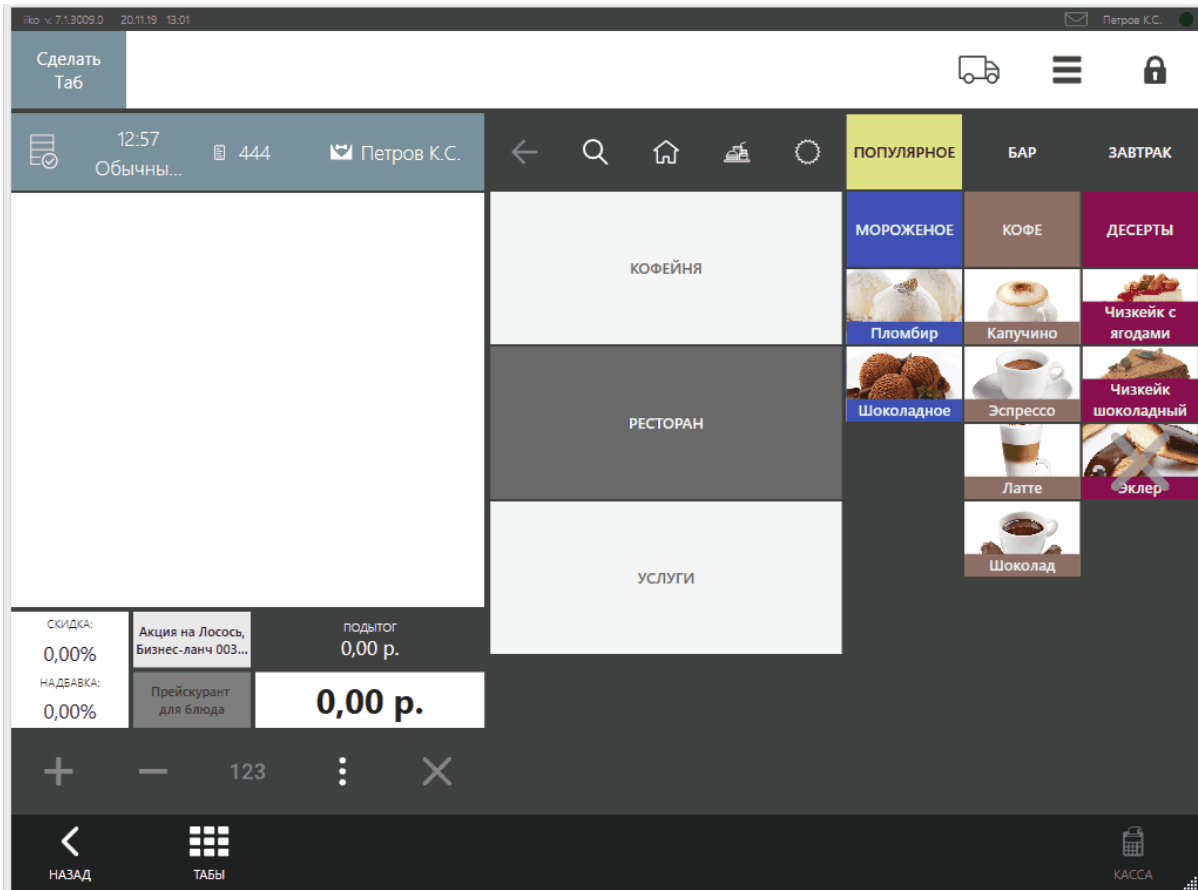 iiko v. 7.1.3009.0 20.11.19 13:01
Петров К.С.
Сделать
Таб
12:57
Обычны...
444
Петров К.С.
ПОПУЛЯРНОЕ
БАР
ЗАВТРАК
МОРОЖЕНОЕ
КОФЕ
ДЕСЕРТЫ
КОФЕЙНЯ
РЕСТОРАН
УСЛУГИ
Пломбир
Капучино
Чизкейк с
ягодами
Шоколадное
Эспрессо
Чизкейк
шоколадный
Латте
Эклер
Шоколад
СКИДКА:
0,00%
НАДБАВКА:
0,00%
Акция на Лосось,
Бизнес-ланч 003...
Прейскурант
для блюда
ПОДЫТОГ
0,00 р.
0,00 р.
123
НАЗАД
ТАБЫ
КАССА